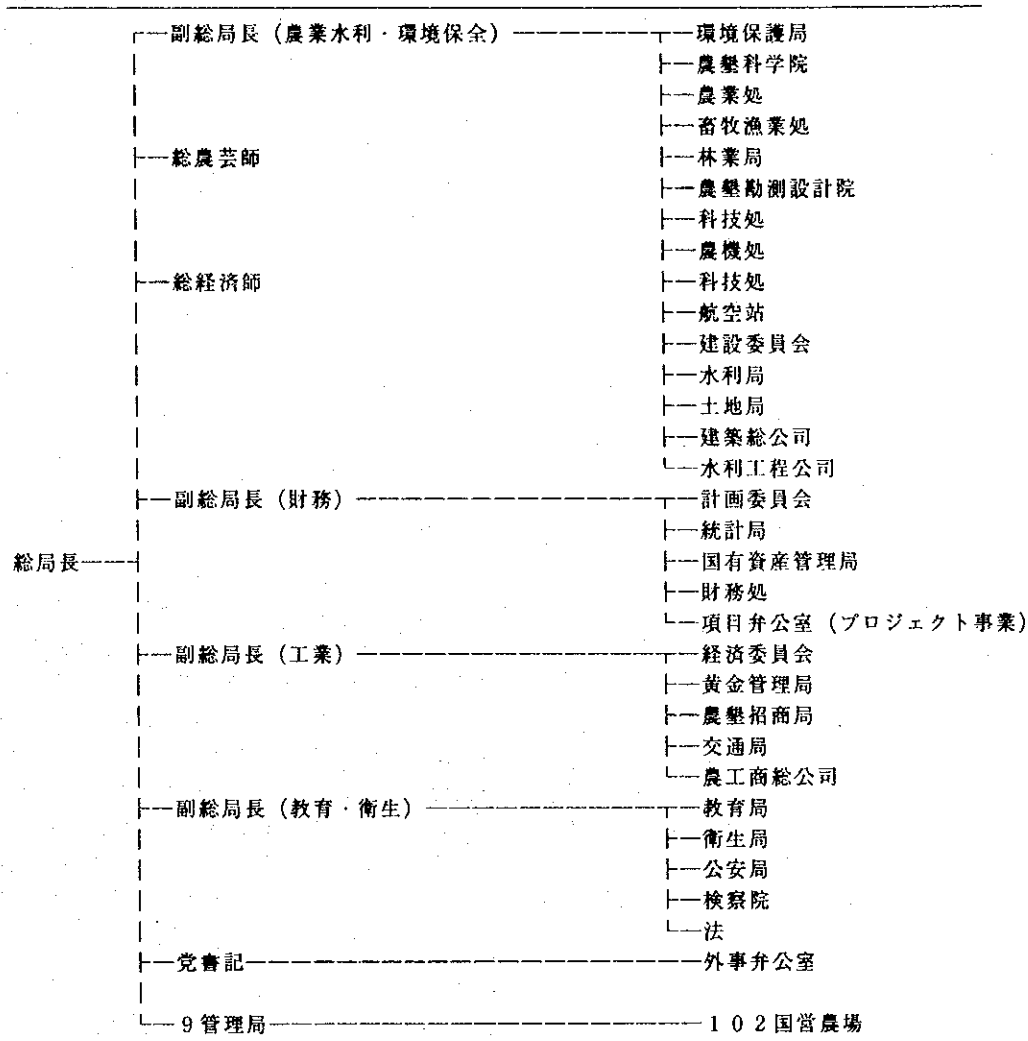 副総局長（農業水利・環境保全） 環境保護局
農墾科学院
農業処
畜牧漁業処
総農芸師 林業局
農墾勘測設計院
科技処
農機処
総経済師 科技処
航空站
建設委員会
水利局
土地局
建築総公司
水利工程公司
副総局長（財務） 計画委員会
統計局
総局長 国有資産管理局
財務処
項目弁公室（プロジェクト事業）
副総局長（工業） 経済委員会
黄金管理局
農墾招商局
交通局
農工商総公司
副総局長（教育・衛生） 教育局
衛生局
公安局
検察院
法
党書記 外事弁公室
9管理局 102国営農場